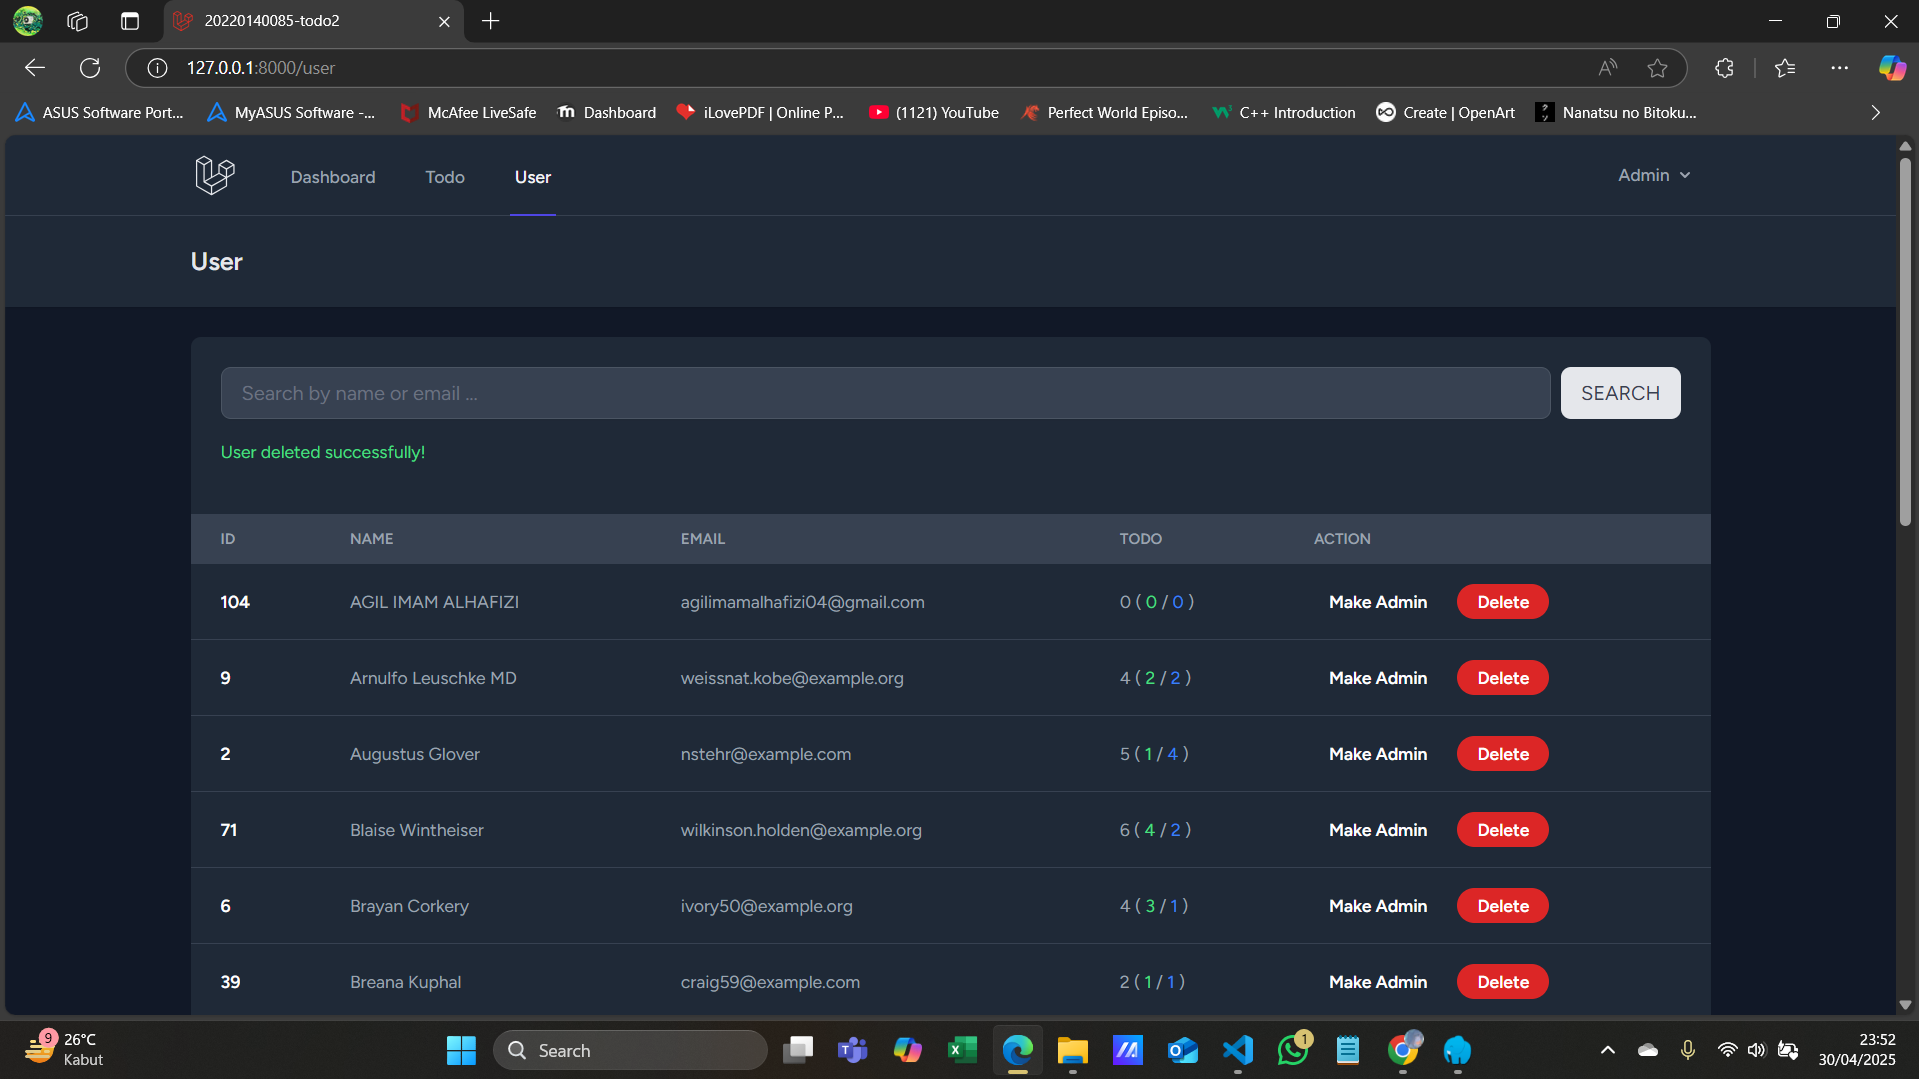 20220140085-todo2
127.0.0.1:8000/user
ASUS Software Port... MyASUS Software -... McAfee LiveSafe Dashboard iLovePDF | Online P... (1121) YouTube Perfect World Episo... C++ Introduction Create | OpenArt Nanatsu no Bitoku...
Dashboard Todo User Admin
User
Search by name or email ... SEARCH
User deleted successfully!
ID NAME EMAIL TODO ACTION
104 AGIL IMAM ALHAFIZI agilimamalhafizi04@gmail.com 0 ( 0 / 0 ) Make Admin Delete
9 Arnulfo Leuschke MD weissnat.kobe@example.org 4 ( 2 / 2 ) Make Admin Delete
2 Augustus Glover nstehr@example.com 5 ( 1 / 4 ) Make Admin Delete
71 Blaise Wintheiser wilkinson.holden@example.org 6 ( 4 / 2 ) Make Admin Delete
6 Brayan Corkery ivory50@example.org 4 ( 3 / 1 ) Make Admin Delete
39 Breana Kuphal craig59@example.com 2 ( 1 / 1 ) Make Admin Delete
9 26°C
Kabut
Search
1
23:52
30/04/2025